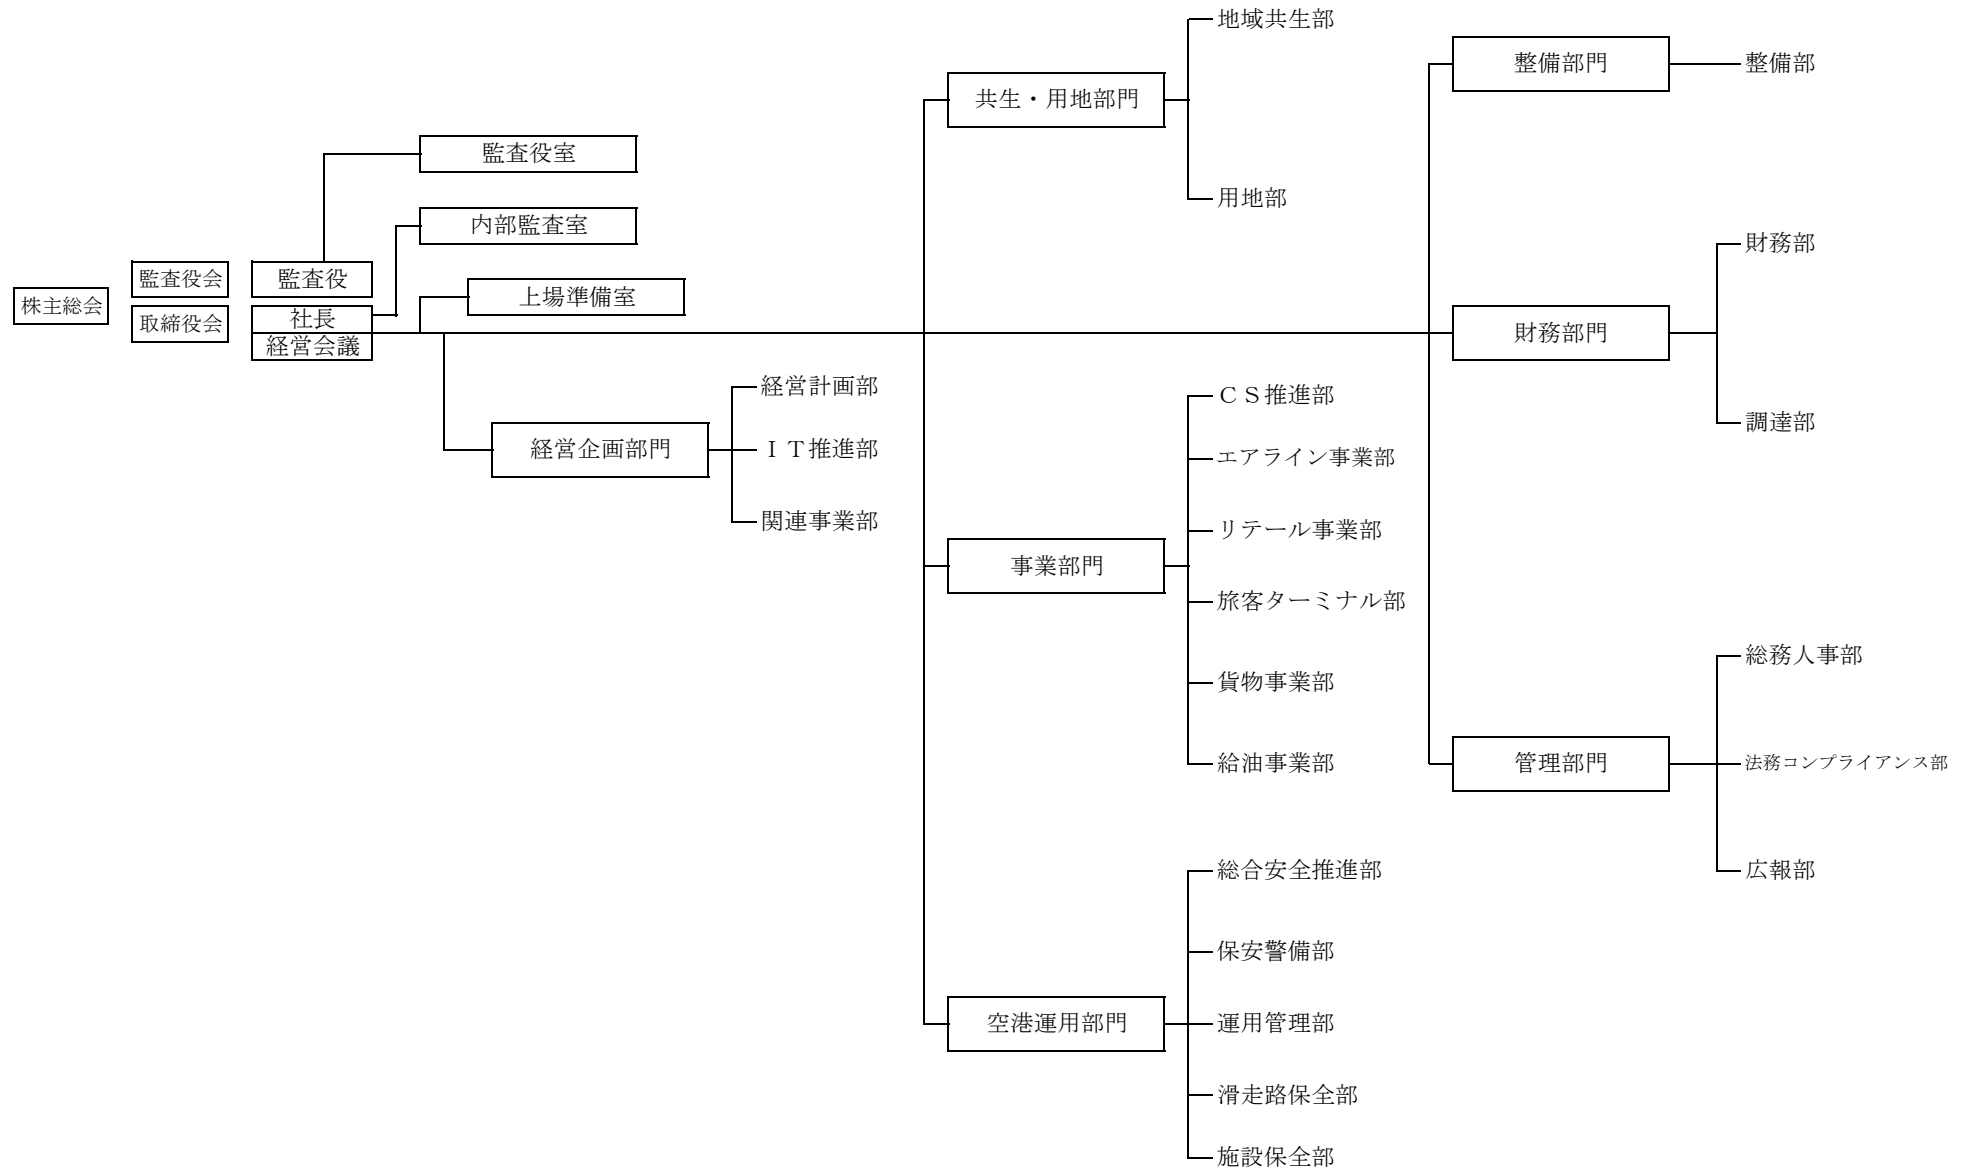 株主総会
監査役会
取締役会
監査役
社長
経営会議
監査役室
内部監査室
上場準備室
経営企画部門
経営計画部
ＩＴ推進部
関連事業部
共生・用地部門
地域共生部
用地部
事業部門
ＣＳ推進部
エアライン事業部
リテール事業部
旅客ターミナル部
貨物事業部
給油事業部
空港運用部門
総合安全推進部
保安警備部
運用管理部
滑走路保全部
施設保全部
整備部門
整備部
財務部門
財務部
調達部
管理部門
総務人事部
法務コンプライアンス部
広報部